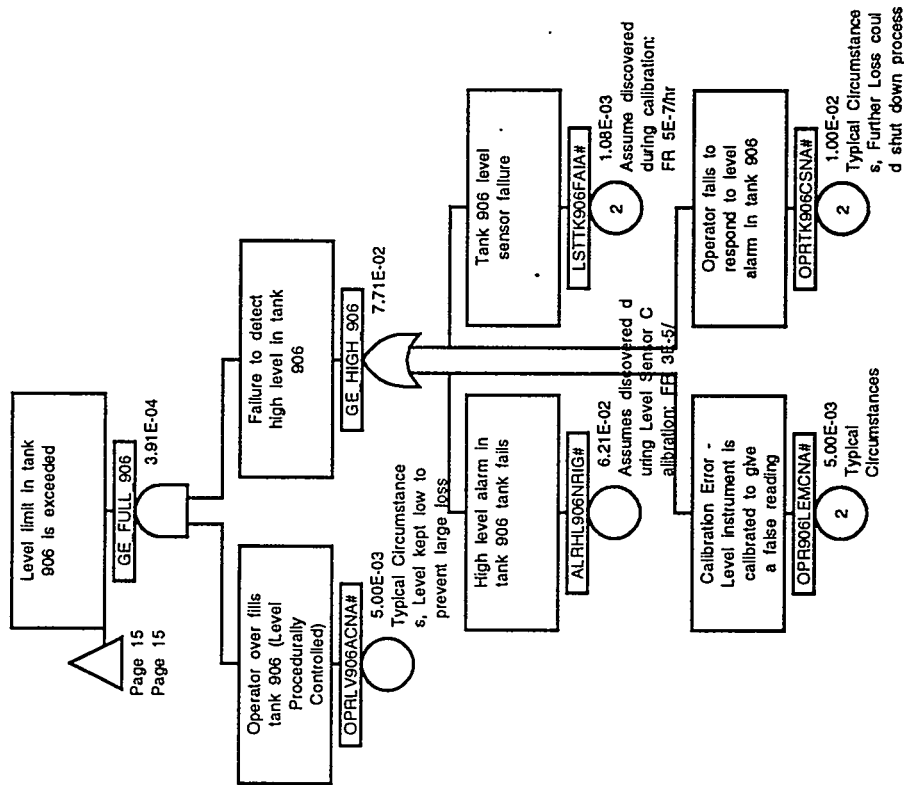 Level limit in tank
906 is exceeded
GE_FULL_906
3.91E-04
Page 15
Page 15
Operator over fills
tank 906 (Level
Procedurally
Controlled)
OPRLV906ACNA#
5.00E-03
Typical Circumstance
s, Level kept low to
prevent large loss
Failure to detect
high level in tank
906
GE_HIGH_906
7.71E-02
High level alarm in
tank 906 tank fails
ALRHL906NRIG#
6.21E-02
Assumes discovered d
uring Level Sensor C
alibration: FR 3E-5/
Tank 906 level
sensor failure
LSTTK906FAIA#
2
1.08E-03
Assume discovered
during calibration:
FR 5E-7/hr
Calibration Error -
Level instrument is
calibrated to give
a false reading
OPR906LEMCNA#
2
5.00E-03
Typical
Circumstances
Operator fails to
respond to level
alarm in tank 906
OPRTK906CSNA#
2
1.00E-02
Typical Circumstance
s, Further Loss coul
d shut down process